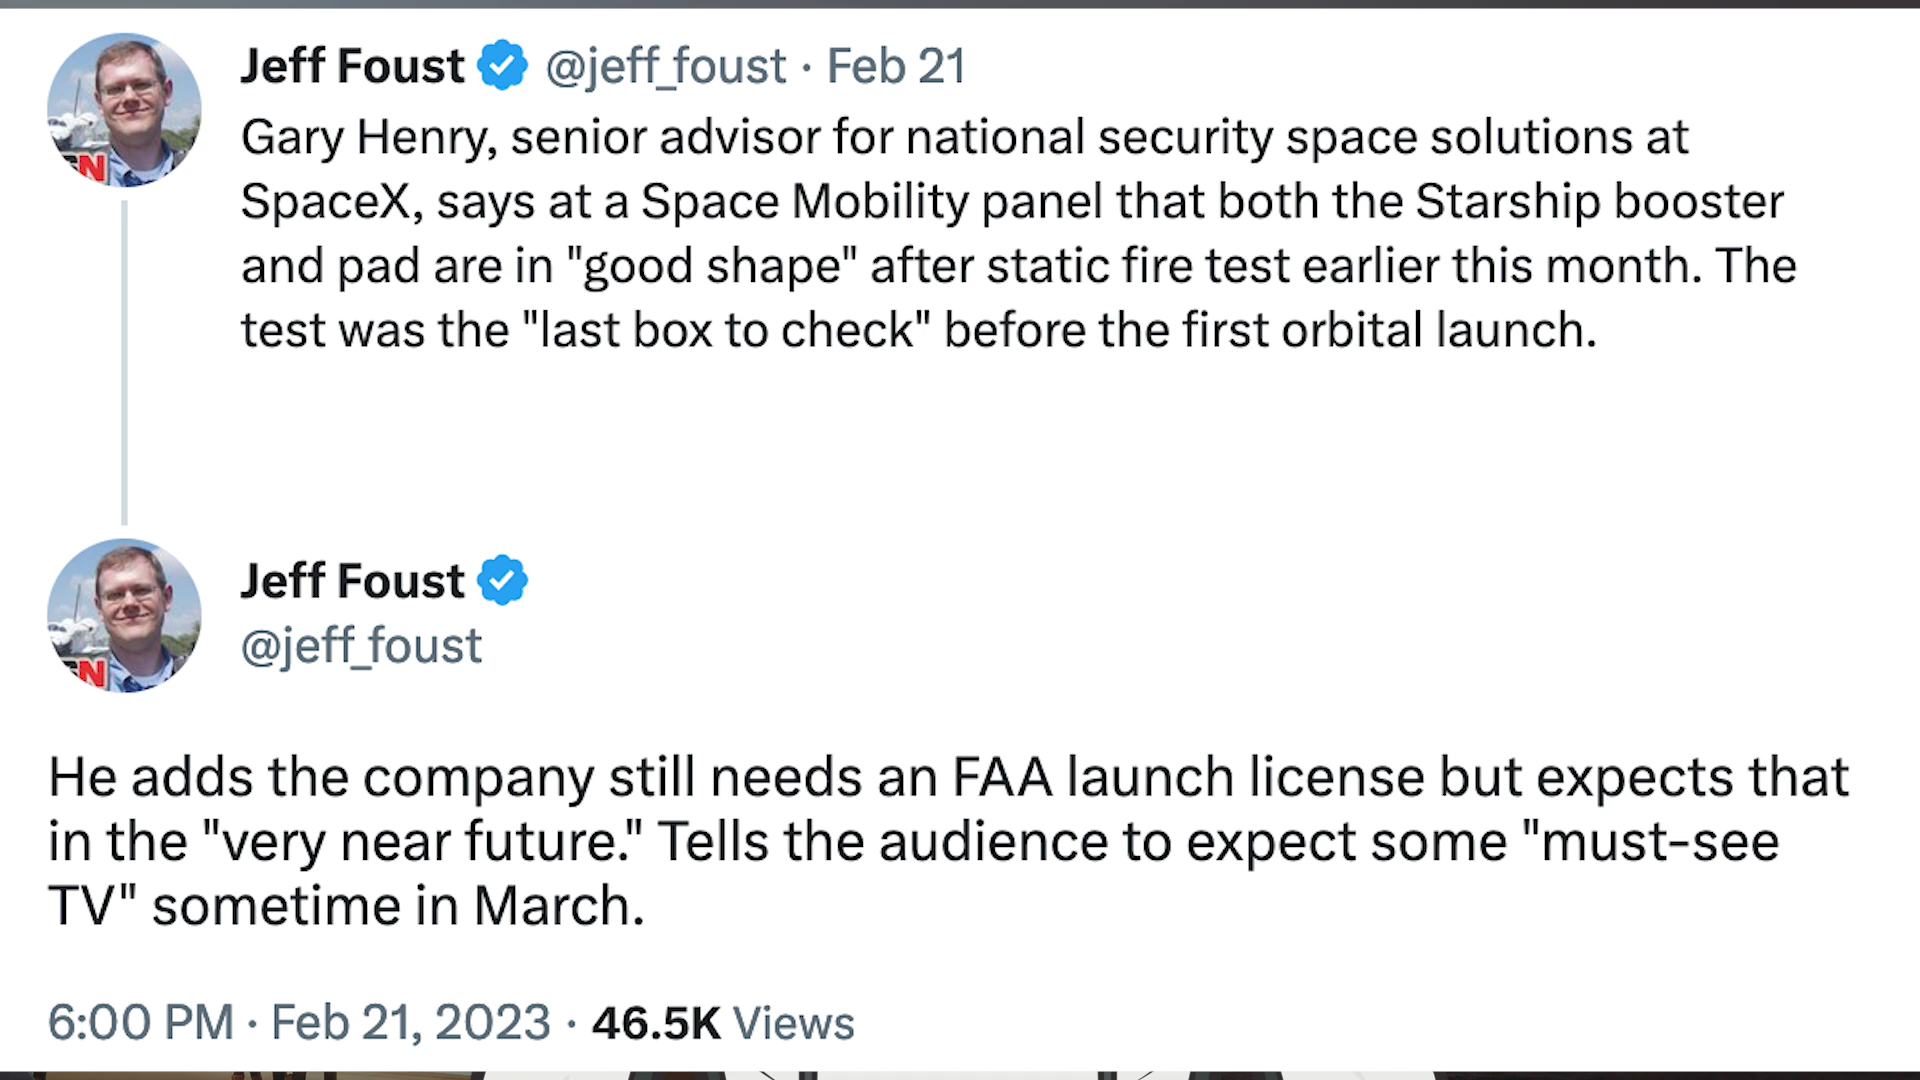 Jeff Foust @jeff_foust · Feb 21
Gary Henry, senior advisor for national security space solutions at
SpaceX, says at a Space Mobility panel that both the Starship booster
and pad are in "good shape" after static fire test earlier this month. The
test was the "last box to check" before the first orbital launch.
N
Jeff Foust
@jeff_foust
N
He adds the company still needs an FAA launch license but expects that
in the "very near future." Tells the audience to expect some "must-see
TV" sometime in March.
6:00 PM · Feb 21, 2023 · 46.5K Views